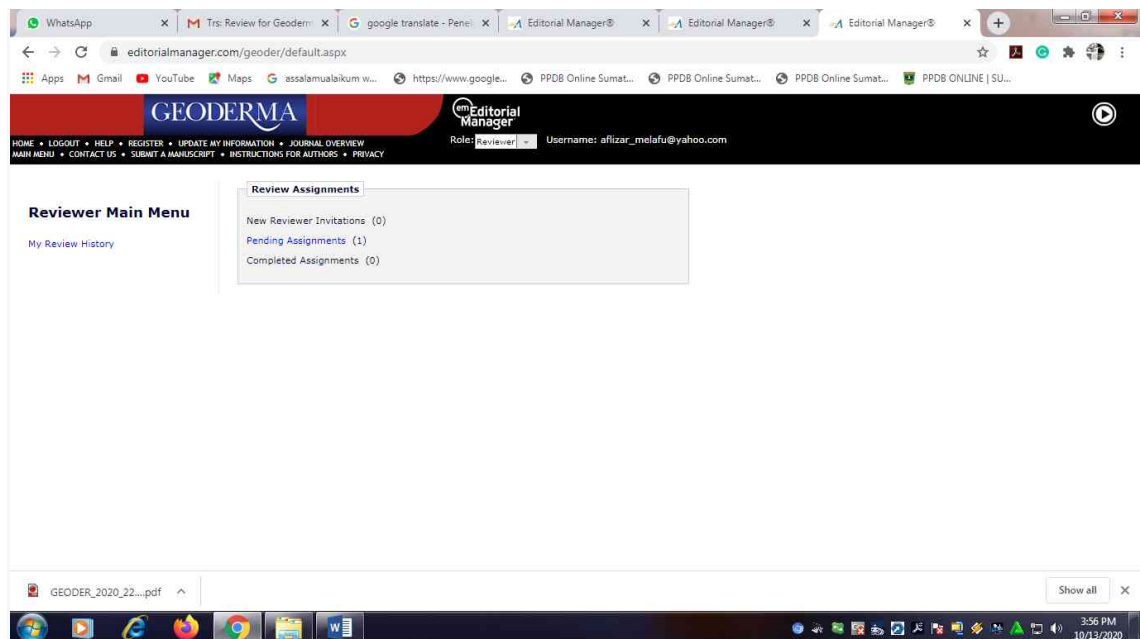 WhatsApp
Trs: Review for Geoderm
google translate - Penel
Editorial Manager®
Editorial Manager®
Editorial Manager®
editorialmanager.com/geoder/default.aspx
Apps Gmail YouTube Maps assalamualaikum w... https://www.google... PPDB Online Sumat... PPDB Online Sumat... PPDB Online Sumat... PPDB ONLINE | SU...
GEODERMA
em Editorial
Manager
HOME • LOGOUT • HELP • REGISTER • UPDATE MY INFORMATION • JOURNAL OVERVIEW
MAIN MENU • CONTACT US • SUBMIT A MANUSCRIPT • INSTRUCTIONS FOR AUTHORS • PRIVACY
Role: Reviewer Username: aflizar_melafu@yahoo.com
Reviewer Main Menu
My Review History
Review Assignments
New Reviewer Invitations (0)
Pending Assignments (1)
Completed Assignments (0)
GEODER_2020_22....pdf
Show all
3:56 PM
10/13/2020